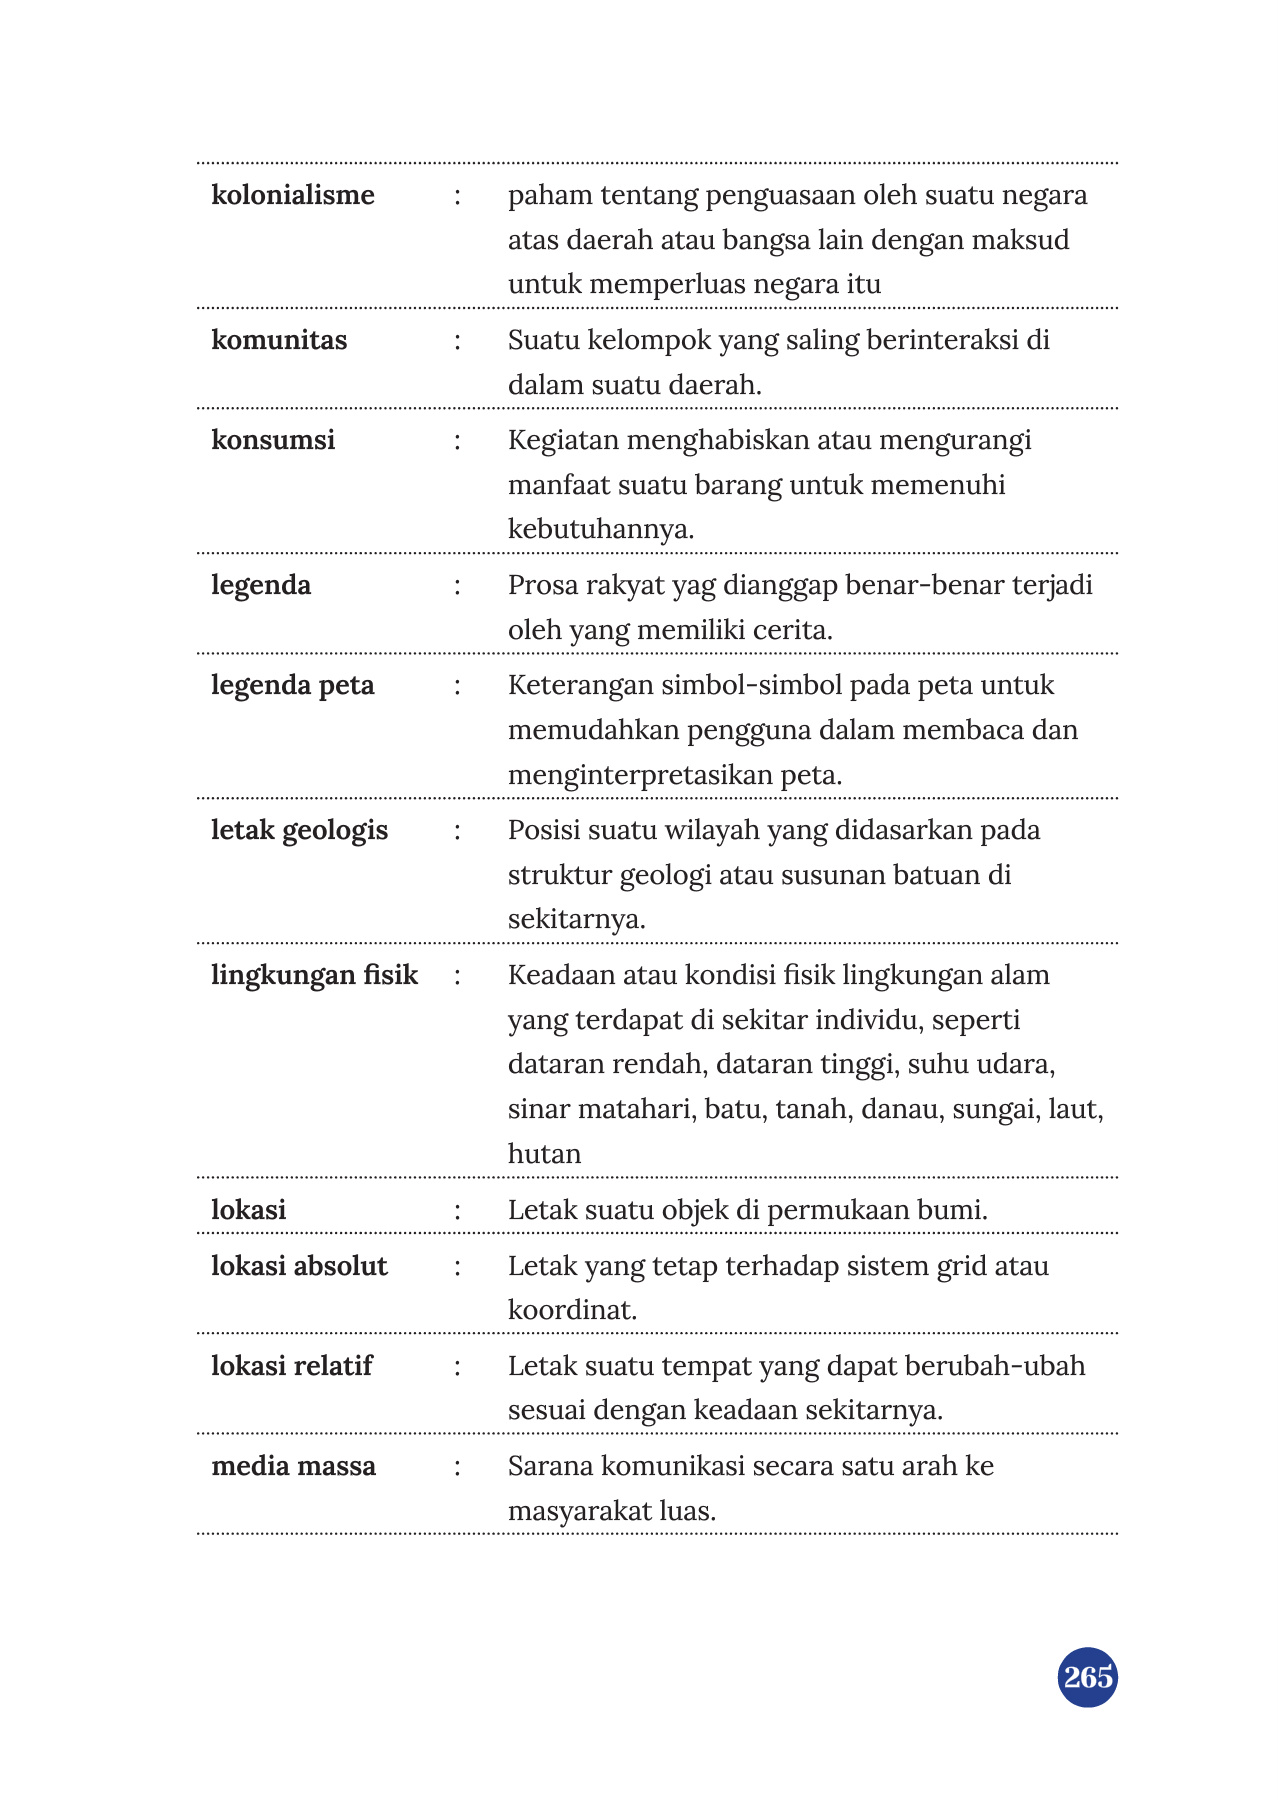 kolonialisme : paham tentang penguasaan oleh suatu negara
atas daerah atau bangsa lain dengan maksud
untuk memperluas negara itu
komunitas : Suatu kelompok yang saling berinteraksi di
dalam suatu daerah.
konsumsi : Kegiatan menghabiskan atau mengurangi
manfaat suatu barang untuk memenuhi
kebutuhannya.
legenda : Prosa rakyat yag dianggap benar-benar terjadi
oleh yang memiliki cerita.
legenda peta : Keterangan simbol-simbol pada peta untuk
memudahkan pengguna dalam membaca dan
menginterpretasikan peta.
letak geologis : Posisi suatu wilayah yang didasarkan pada
struktur geologi atau susunan batuan di
sekitarnya.
lingkungan fisik : Keadaan atau kondisi fisik lingkungan alam
yang terdapat di sekitar individu, seperti
dataran rendah, dataran tinggi, suhu udara,
sinar matahari, batu, tanah, danau, sungai, laut,
hutan
lokasi : Letak suatu objek di permukaan bumi.
lokasi absolut : Letak yang tetap terhadap sistem grid atau
koordinat.
lokasi relatif : Letak suatu tempat yang dapat berubah-ubah
sesuai dengan keadaan sekitarnya.
media massa : Sarana komunikasi secara satu arah ke
masyarakat luas.
265